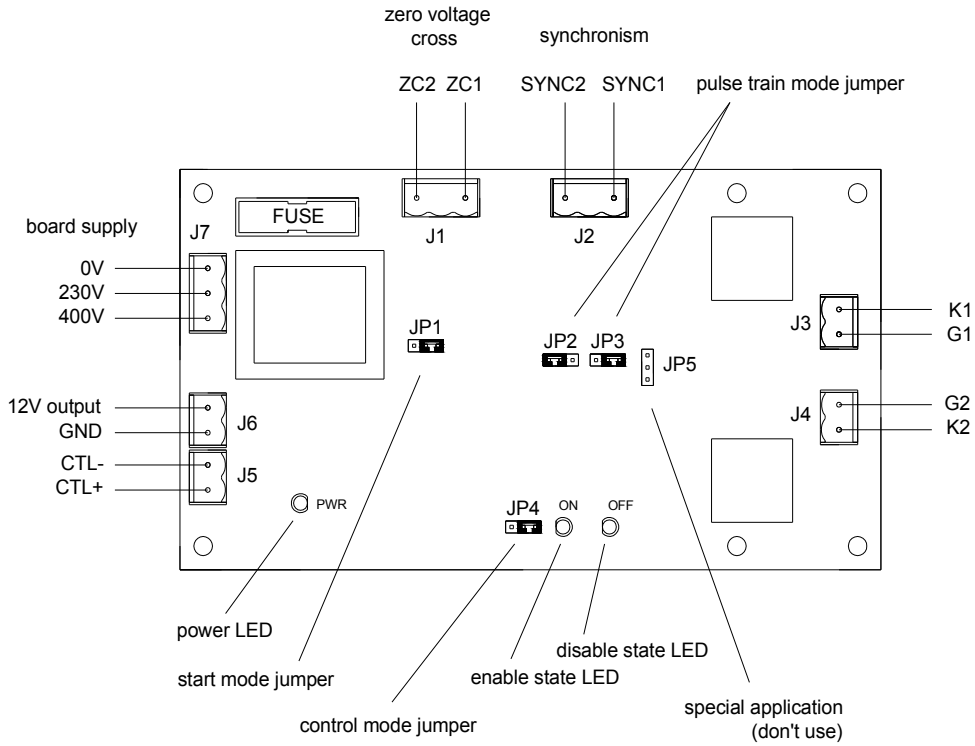 zero voltage
cross
synchronism
ZC2 ZC1
SYNC2 SYNC1
pulse train mode jumper
board supply
J7
FUSE
J1
J2
0V
230V
400V
JP1
JP2
JP3
JP5
J3
K1
G1
12V output
GND
J6
CTL-
CTL+
J5
J4
G2
K2
PWR
JP4
ON
OFF
power LED
disable state LED
start mode jumper
enable state LED
control mode jumper
special application
(don't use)